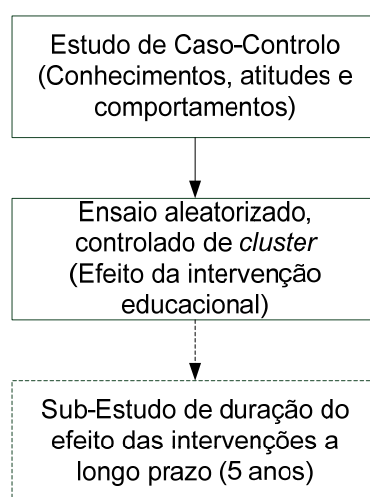 Estudo de Caso-Controlo
(Conhecimentos, atitudes e
comportamentos)
Ensaio aleatorizado,
controlado de cluster
(Efeito da intervenção
educacional)
Sub-Estudo de duração do
efeito das intervenções a
longo prazo (5 anos)